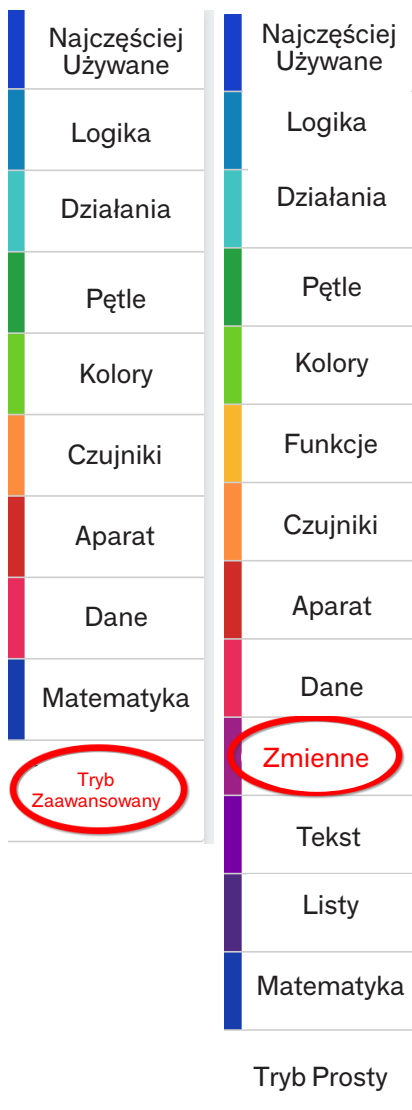 Najczęściej
Używane
Logika
Działania
Pętle
Kolory
Czujniki
Aparat
Dane
Matematyka
Tryb
Zaawansowany
Najczęściej
Używane
Logika
Działania
Pętle
Kolory
Funkcje
Czujniki
Aparat
Dane
Zmienne
Tekst
Listy
Matematyka
Tryb Prosty